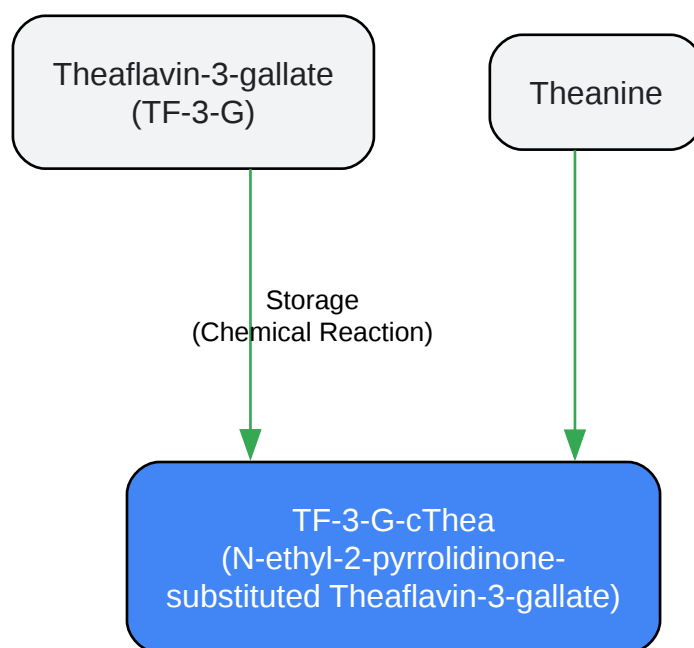 Theaflavin-3-gallate
(TF-3-G)
Theanine
Storage
(Chemical Reaction)
TF-3-G-cThea
(N-ethyl-2-pyrrolidinone-
substituted Theaflavin-3-gallate)